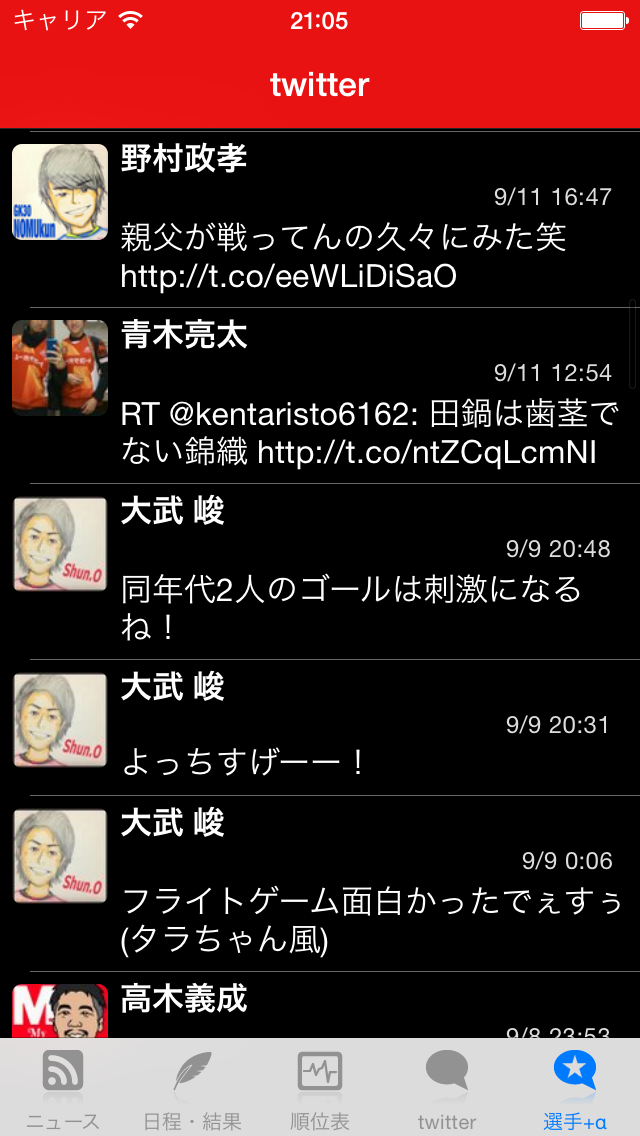 キャリア 21:05
twitter
野村政孝
GK30
NOMUkun
9/11 16:47
親父が戦ってんの久々にみた笑
http://t.co/eeWLiDiSaO
青木亮太
9/11 12:54
RT @kentaristo6162: 田鍋は歯茎で
ない錦織 http://t.co/ntZCqLcmNI
大武 峻
Shun.O
9/9 20:48
同年代2人のゴールは刺激になる
ね！
大武 峻
Shun.O
9/9 20:31
よっちすげーー！
大武 峻
Shun.O
9/9 0:06
フライトゲーム面白かったでぇすぅ
(タラちゃん風)
高木義成
M
My
9/8 23:53
ニュース 日程・結果 順位表 twitter 選手+α